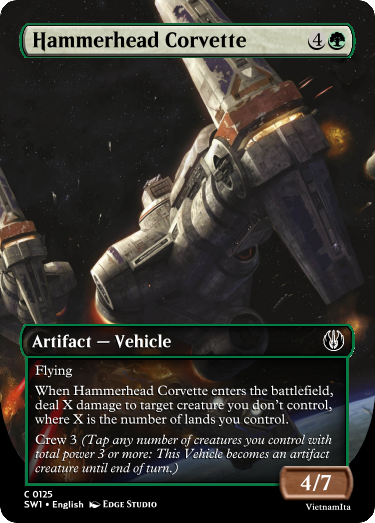 Hammerhead Corvette 4
Artifact — Vehicle
Flying
When Hammerhead Corvette enters the battlefield,
deal X damage to target creature you don't control,
where X is the number of lands you control.
Crew 3 (Tap any number of creatures you control with
total power 3 or more: This Vehicle becomes an artifact
creature until end of turn.)
4/7
C 0125
SW1 • English EDGE STUDIO
VietnamIta